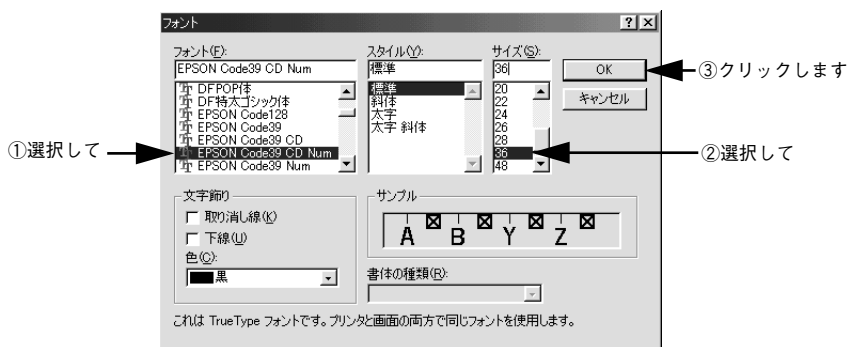 フォント
フォント(F):
EPSON Code39 CD Num
DFPOP体
DF特太ゴシック体
EPSON Code128
EPSON Code39
EPSON Code39 CD
EPSON Code39 CD Num
EPSON Code39 Num
スタイル(Y):
標準
標準
斜体
太字
太字 斜体
サイズ(S):
36
20
22
24
26
28
36
48
OK
キャンセル
①選択して
②選択して
③クリックします
文字飾り
取り消し線(K)
下線(U)
色(C):
黒
サンプル
A B Y Z
書体の種類(R):
これは TrueType フォントです。プリンタと画面の両方で同じフォントを使用します。